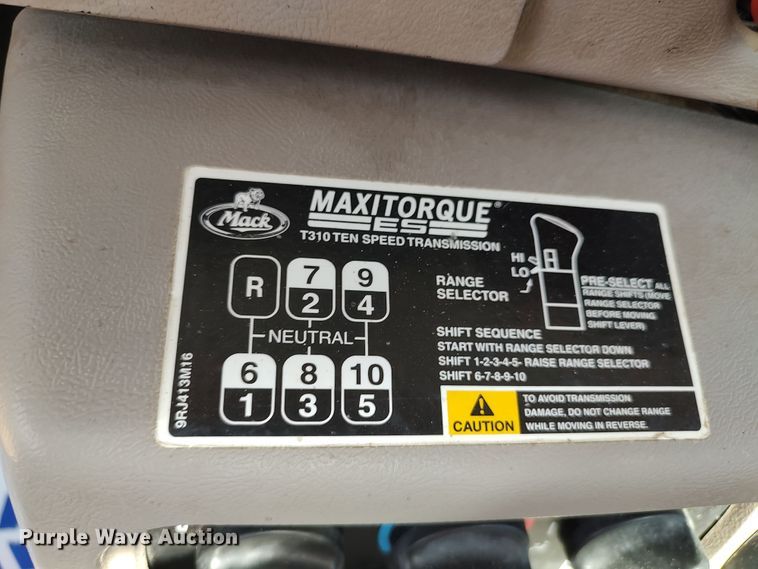 Mack
MAXITORQUE®
ES
T310 TEN SPEED TRANSMISSION
R
7
2
9
4
NEUTRAL
6
1
8
3
10
5
9RJ413M16
HI
LO
RANGE
SELECTOR
PRE-SELECT ALL
RANGE SHIFTS (MOVE
RANGE SELECTOR
BEFORE MOVING
SHIFT LEVER)
SHIFT SEQUENCE
START WITH RANGE SELECTOR DOWN
SHIFT 1-2-3-4-5- RAISE RANGE SELECTOR
SHIFT 6-7-8-9-10
CAUTION
TO AVOID TRANSMISSION
DAMAGE, DO NOT CHANGE RANGE
WHILE MOVING IN REVERSE.
Purple Wave Auction